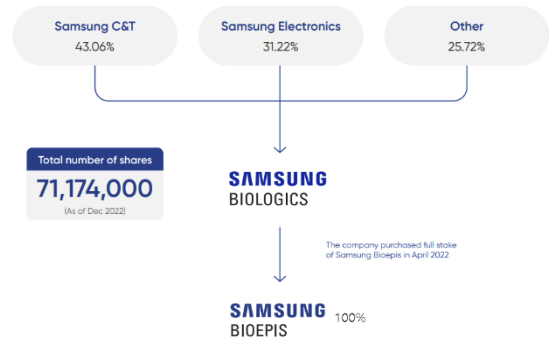 Samsung C&T
43.06%
Samsung Electronics
31.22%
Other
25.72%
Total number of shares
71,174,000
(As of Dec 2022)
SAMSUNG
BIOLOGICS
The company purchased full stake
of Samsung Bioepis in April 2022
SAMSUNG
BIOEPIS
100%